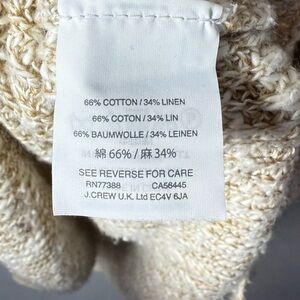 66% COTTON / 34% LINEN
66% COTON / 34% LIN
66% BAUMWOLLE / 34% LEINEN
綿 66% / 麻 34%
SEE REVERSE FOR CARE
RN77388 CA58445
J.CREW U.K. Ltd EC4V 6JA